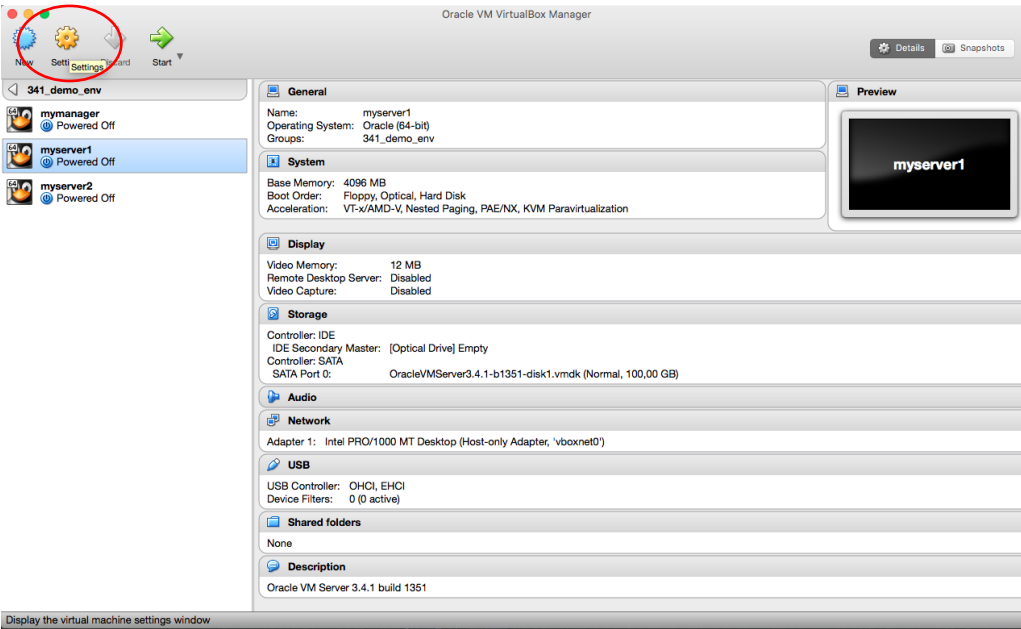 Oracle VM VirtualBox Manager
New Setti Settings scard Start
Details Snapshots
341_demo_env
64 mymanager
Powered Off
64 myserver1
Powered Off
64 myserver2
Powered Off
General
Name: myserver1
Operating System: Oracle (64-bit)
Groups: 341_demo_env
System
Base Memory: 4096 MB
Boot Order: Floppy, Optical, Hard Disk
Acceleration: VT-x/AMD-V, Nested Paging, PAE/NX, KVM Paravirtualization
Preview
myserver1
Display
Video Memory: 12 MB
Remote Desktop Server: Disabled
Video Capture: Disabled
Storage
Controller: IDE
IDE Secondary Master: [Optical Drive] Empty
Controller: SATA
SATA Port 0: OracleVMServer3.4.1-b1351-disk1.vmdk (Normal, 100,00 GB)
Audio
Network
Adapter 1: Intel PRO/1000 MT Desktop (Host-only Adapter, 'vboxnet0')
USB
USB Controller: OHCI, EHCI
Device Filters: 0 (0 active)
Shared folders
None
Description
Oracle VM Server 3.4.1 build 1351
Display the virtual machine settings window